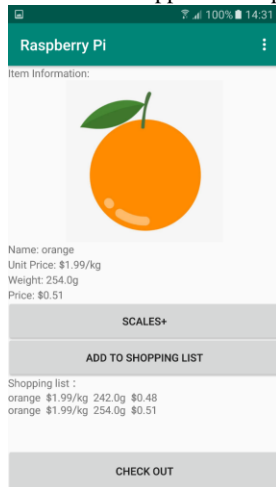 100% 14:31
Raspberry Pi
Item Information:
Name: orange
Unit Price: $1.99/kg
Weight: 254.0g
Price: $0.51
SCALES+
ADD TO SHOPPING LIST
Shopping list :
orange $1.99/kg 242.0g $0.48
orange $1.99/kg 254.0g $0.51
CHECK OUT